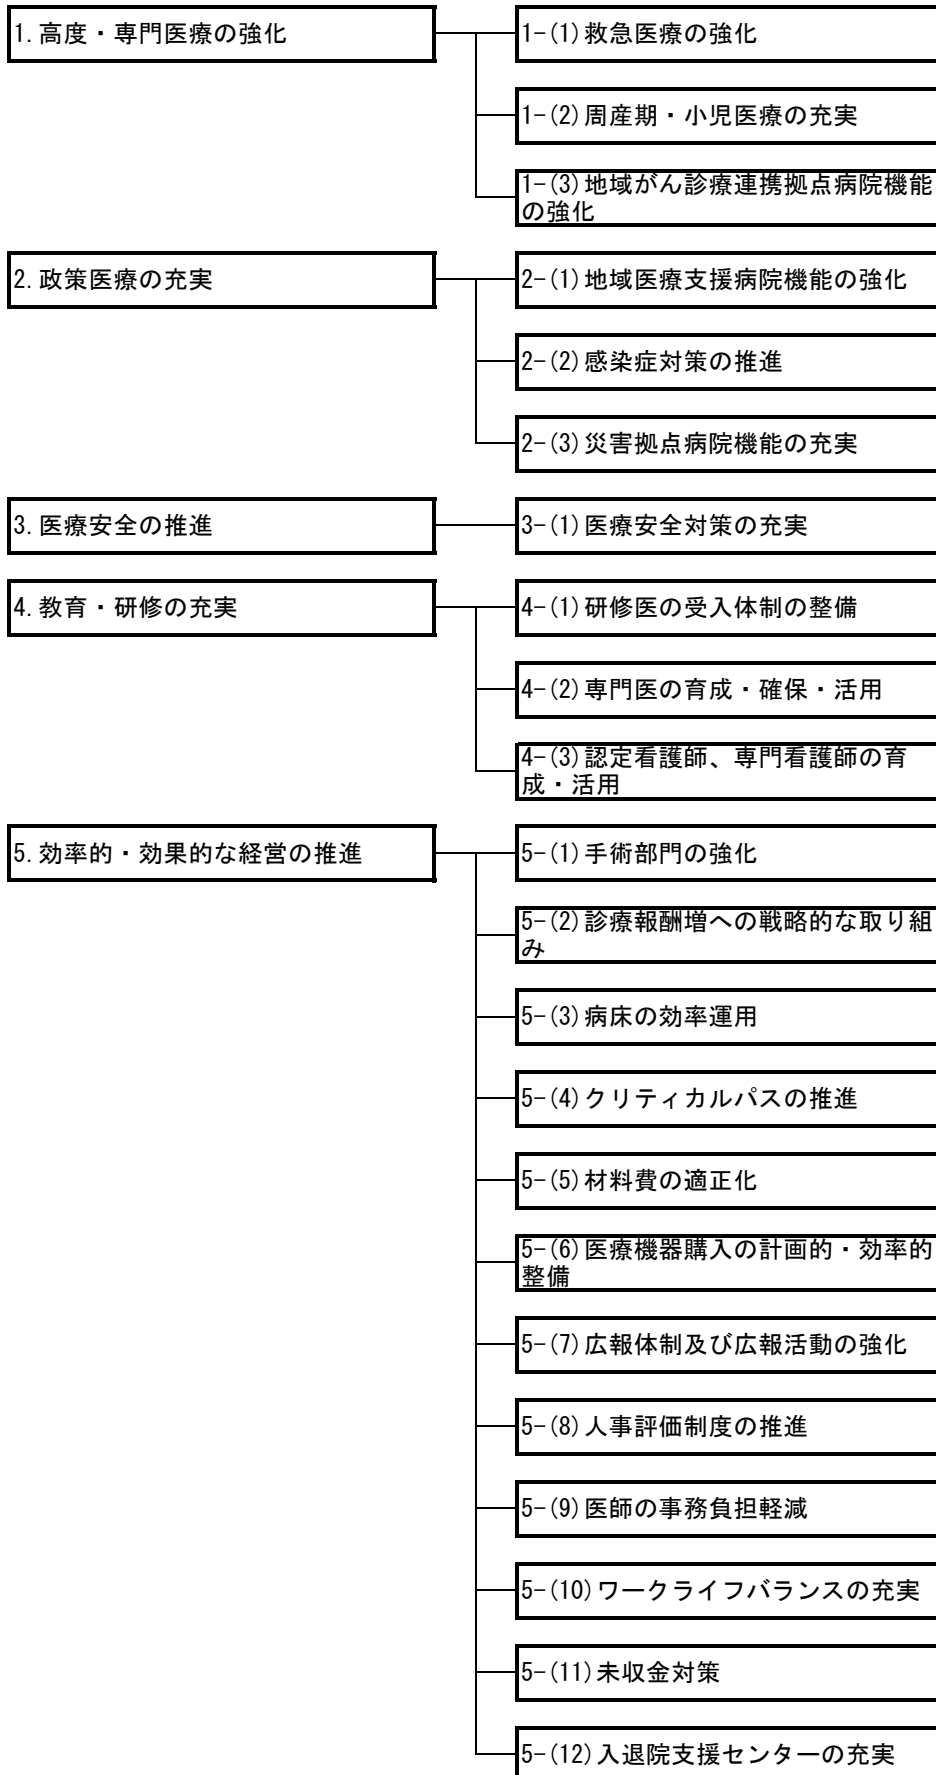 1.高度・専門医療の強化
1-(1)救急医療の強化
1-(2)周産期・小児医療の充実
1-(3)地域がん診療連携拠点病院機能
の強化
2.政策医療の充実
2-(1)地域医療支援病院機能の強化
2-(2)感染症対策の推進
2-(3)災害拠点病院機能の充実
3.医療安全の推進
3-(1)医療安全対策の充実
4.教育・研修の充実
4-(1)研修医の受入体制の整備
4-(2)専門医の育成・確保・活用
4-(3)認定看護師、専門看護師の育
成・活用
5.効率的・効果的な経営の推進
5-(1)手術部門の強化
5-(2)診療報酬増への戦略的な取り組
み
5-(3)病床の効率運用
5-(4)クリティカルパスの推進
5-(5)材料費の適正化
5-(6)医療機器購入の計画的・効率的
整備
5-(7)広報体制及び広報活動の強化
5-(8)人事評価制度の推進
5-(9)医師の事務負担軽減
5-(10)ワークライフバランスの充実
5-(11)未収金対策
5-(12)入退院支援センターの充実